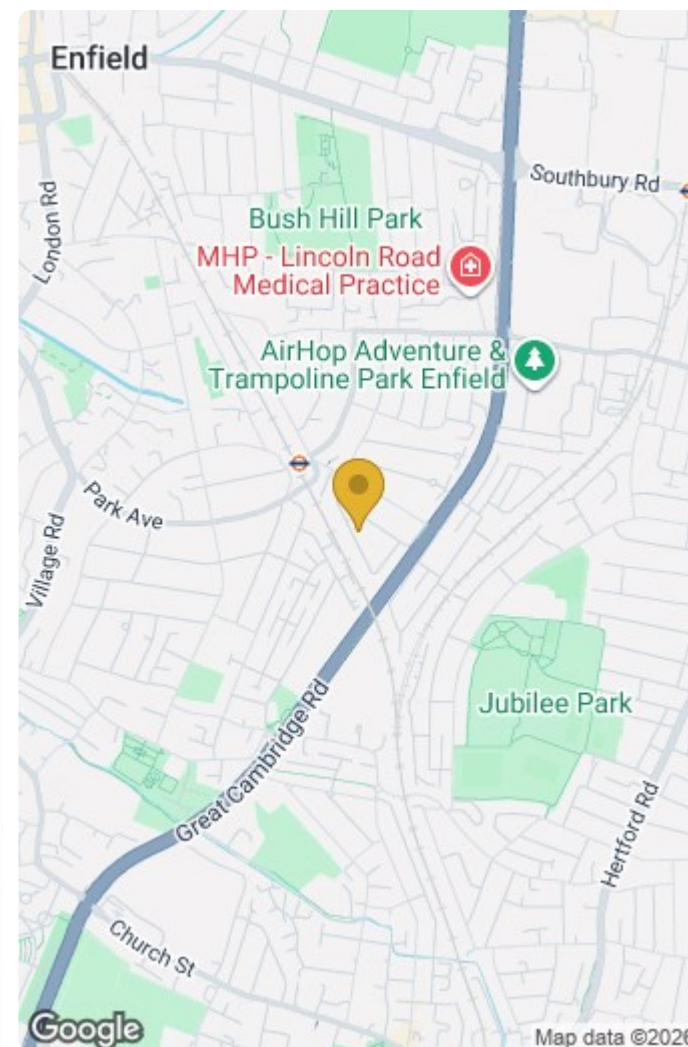 Enfield
London Rd
Southbury Rd
Bush Hill Park
MHP - Lincoln Road
Medical Practice
AirHop Adventure &
Trampoline Park Enfield
Park Ave
Village Rd
Jubilee Park
Great Cambridge Rd
Hertford Rd
Church St
Google
Map data ©2026